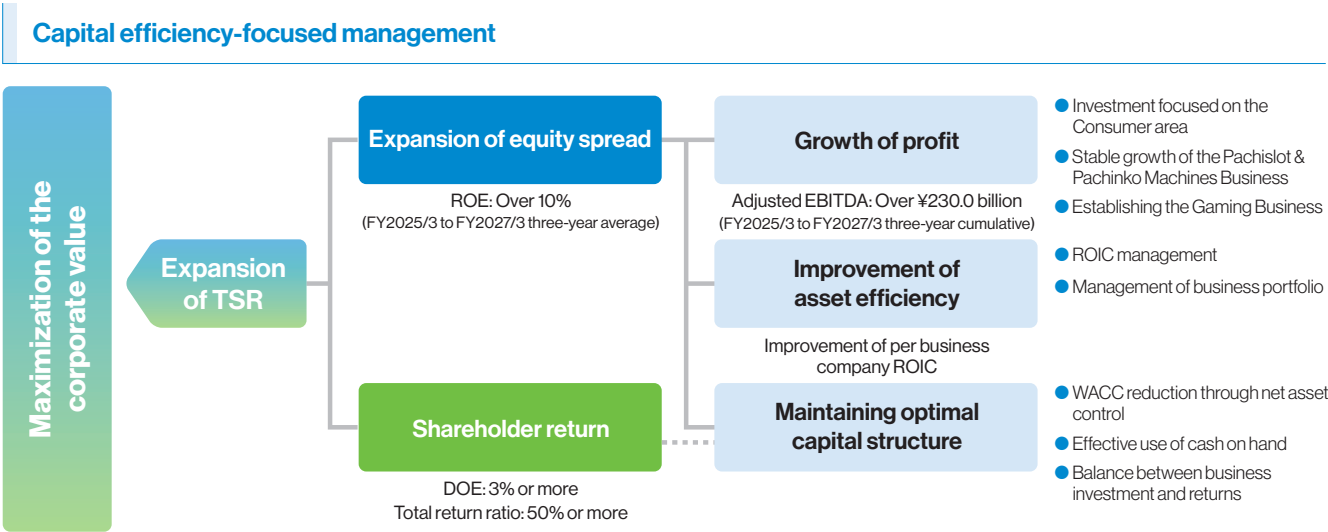 Capital efficiency-focused management
Maximization of the
corporate value
Expansion
of TSR
Expansion of equity spread
ROE: Over 10%
(FY2025/3 to FY2027/3 three-year average)
Shareholder return
DOE: 3% or more
Total return ratio: 50% or more
Growth of profit
Adjusted EBITDA: Over ¥230.0 billion
(FY2025/3 to FY2027/3 three-year cumulative)
Improvement of
asset efficiency
Improvement of per business
company ROIC
Maintaining optimal
capital structure
● Investment focused on the
Consumer area
● Stable growth of the Pachislot &
Pachinko Machines Business
● Establishing the Gaming Business
● ROIC management
● Management of business portfolio
● WACC reduction through net asset
control
● Effective use of cash on hand
● Balance between business
investment and returns